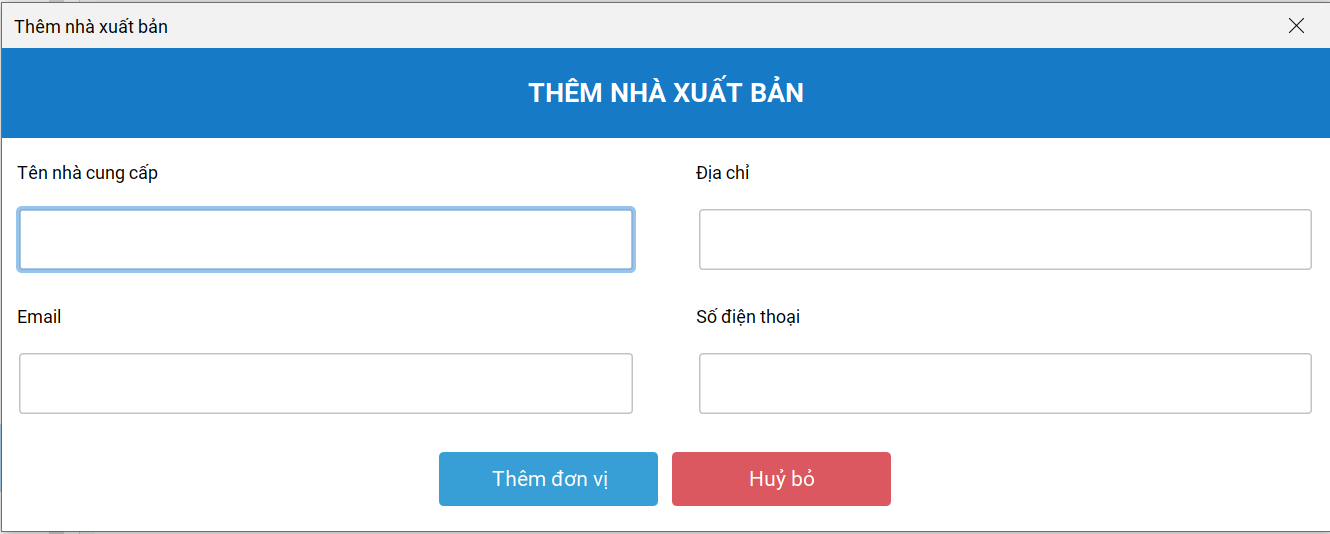 Thêm nhà xuất bản
THÊM NHÀ XUẤT BẢN
Tên nhà cung cấp
Địa chỉ
Email
Số điện thoại
Thêm đơn vị
Huỷ bỏ